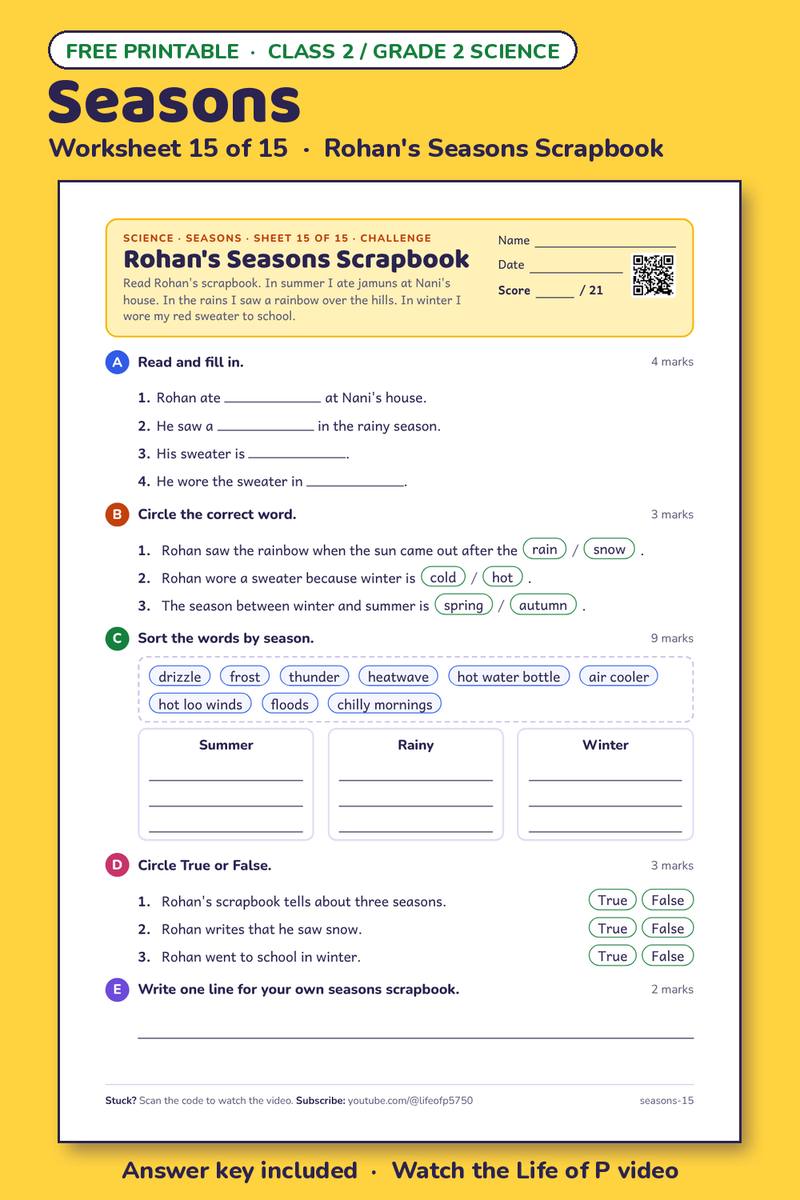 FREE PRINTABLE · CLASS 2 / GRADE 2 SCIENCE
Seasons
Worksheet 15 of 15 · Rohan's Seasons Scrapbook
SCIENCE · SEASONS · SHEET 15 OF 15 · CHALLENGE
Rohan's Seasons Scrapbook
Read Rohan's scrapbook. In summer I ate jamuns at Nani's
house. In the rains I saw a rainbow over the hills. In winter I
wore my red sweater to school.
Name ____________
Date ____________
Score ______ / 21
A Read and fill in. 4 marks
1. Rohan ate ____________ at Nani's house.
2. He saw a ____________ in the rainy season.
3. His sweater is ____________.
4. He wore the sweater in ____________.
B Circle the correct word. 3 marks
1. Rohan saw the rainbow when the sun came out after the rain / snow .
2. Rohan wore a sweater because winter is cold / hot .
3. The season between winter and summer is spring / autumn .
C Sort the words by season. 9 marks
drizzle frost thunder heatwave hot water bottle air cooler
hot loo winds floods chilly mornings
Summer Rainy Winter
D Circle True or False. 3 marks
1. Rohan's scrapbook tells about three seasons. True False
2. Rohan writes that he saw snow. True False
3. Rohan went to school in winter. True False
E Write one line for your own seasons scrapbook. 2 marks
Stuck? Scan the code to watch the video. Subscribe: youtube.com/@lifeofp5750 seasons-15
Answer key included · Watch the Life of P video